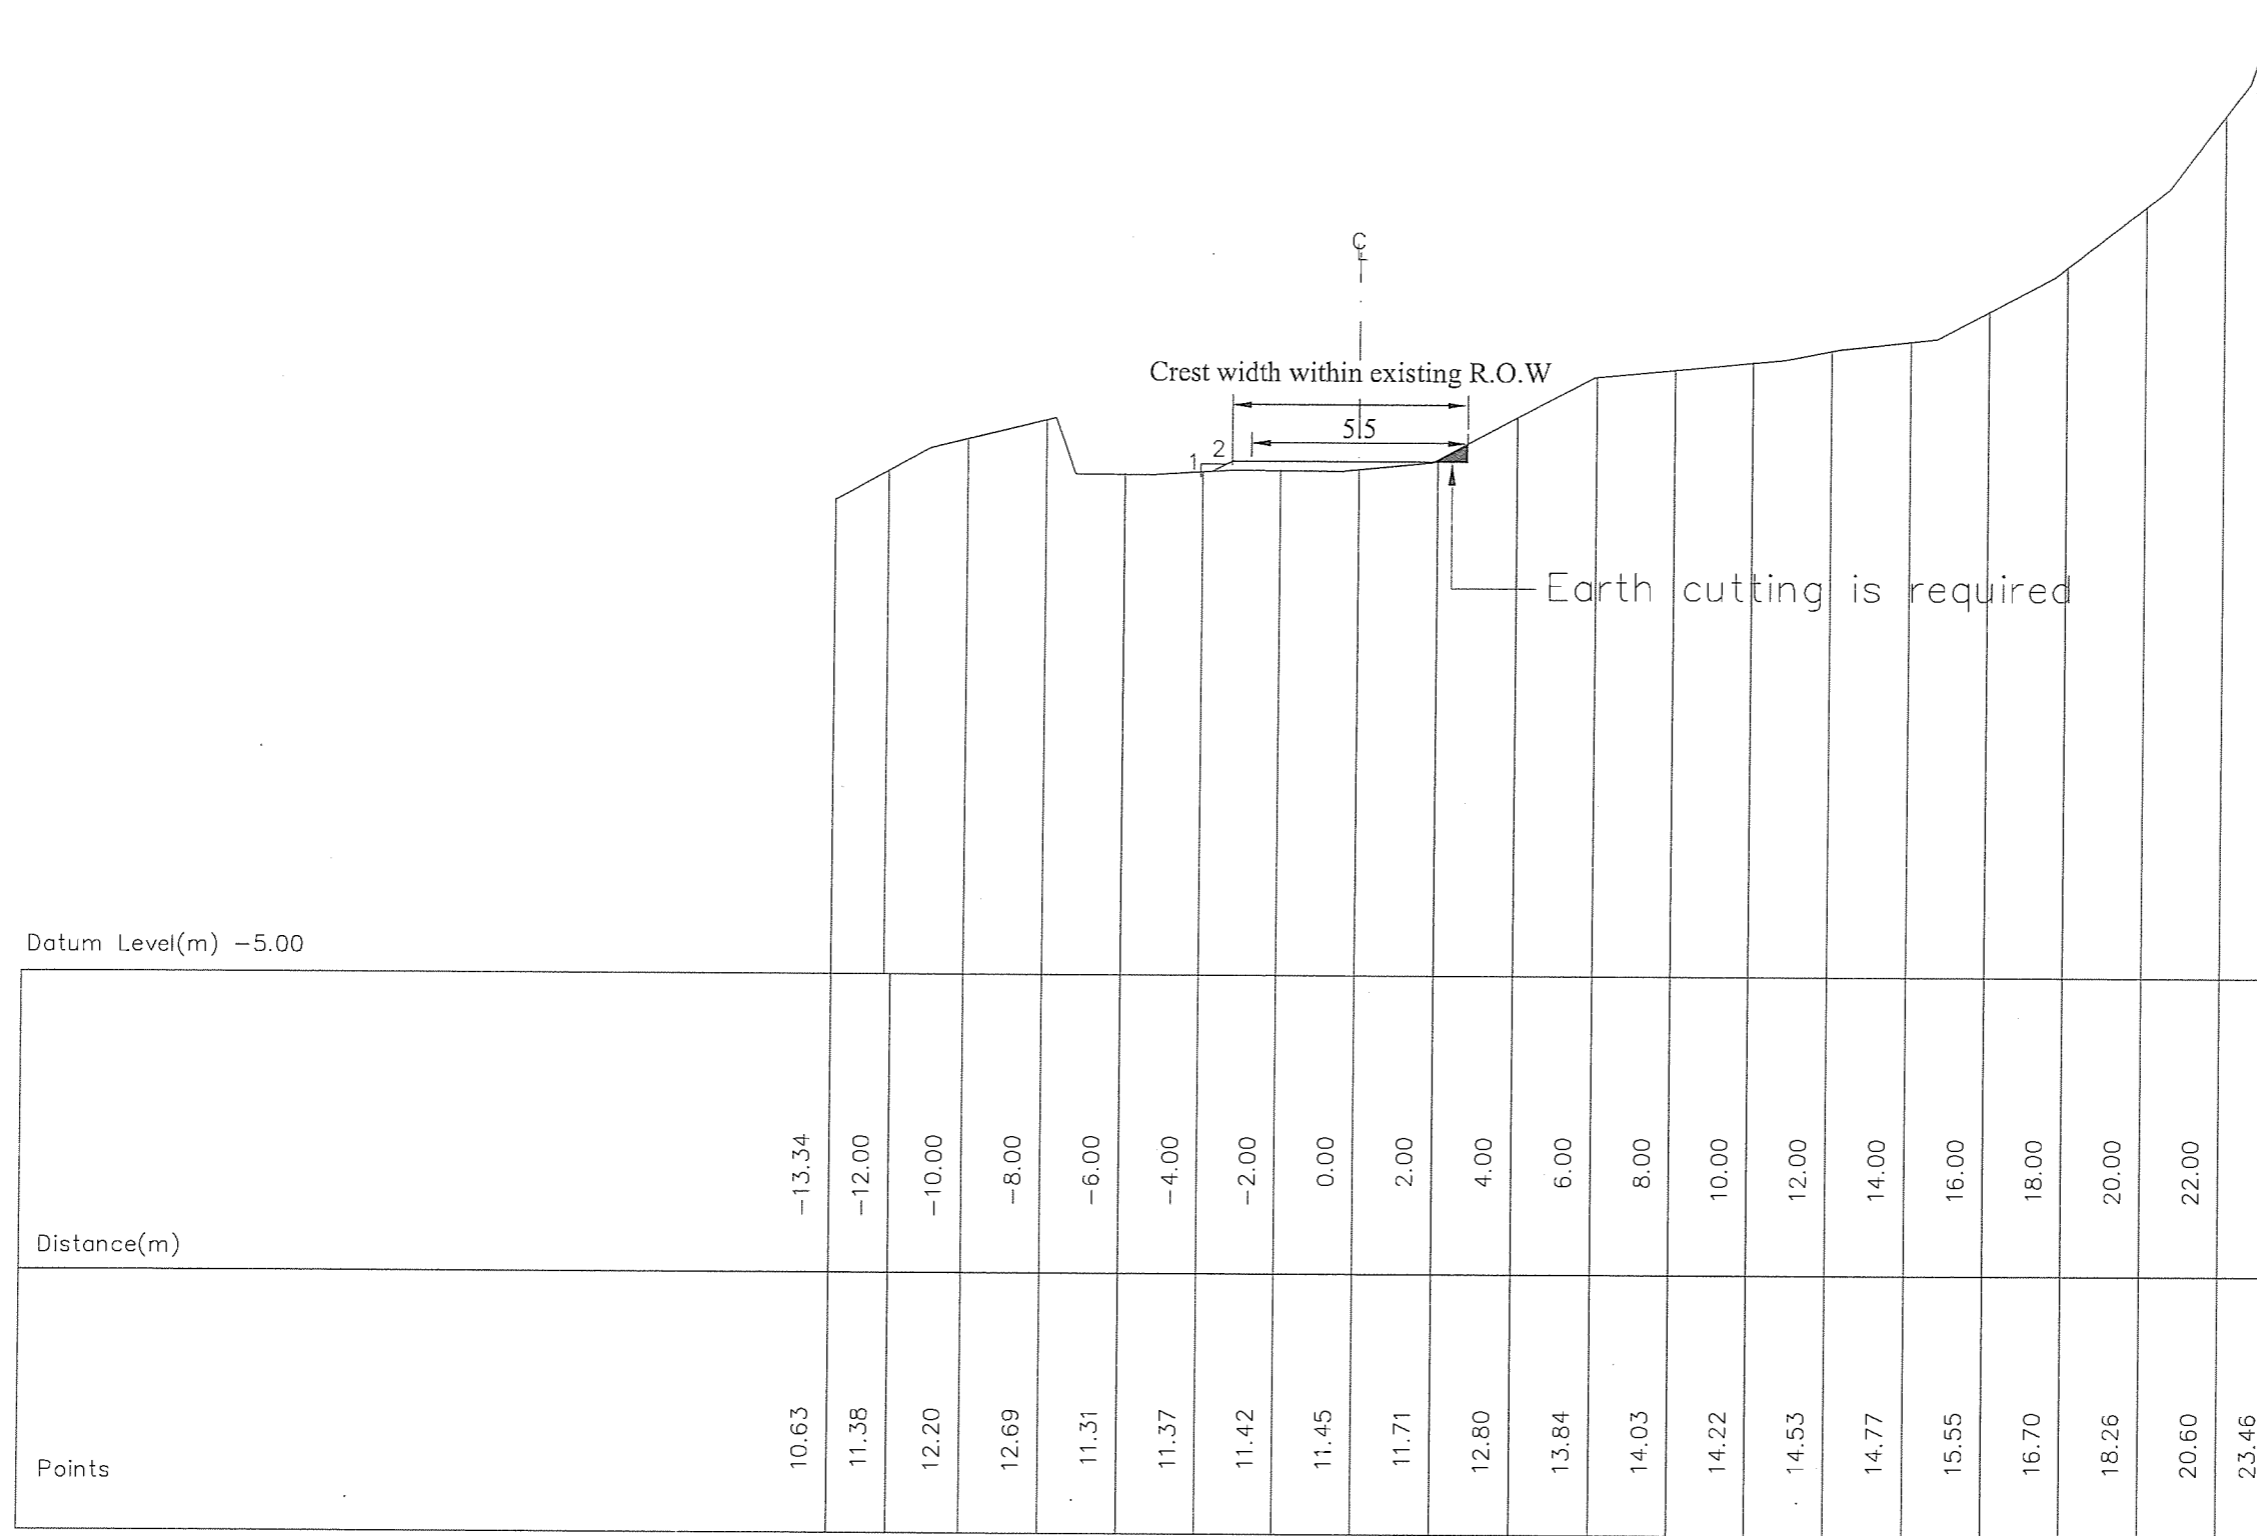 ℄
Crest width within existing R.O.W
5.5
1 2
Earth cutting is required
Datum Level(m) -5.00
Distance(m) -13.34 -12.00 -10.00 -8.00 -6.00 -4.00 -2.00 0.00 2.00 4.00 6.00 8.00 10.00 12.00 14.00 16.00 18.00 20.00 22.00
Points 10.63 11.38 12.20 12.69 11.31 11.37 11.42 11.45 11.71 12.80 13.84 14.03 14.22 14.53 14.77 15.55 16.70 18.26 20.60 23.46